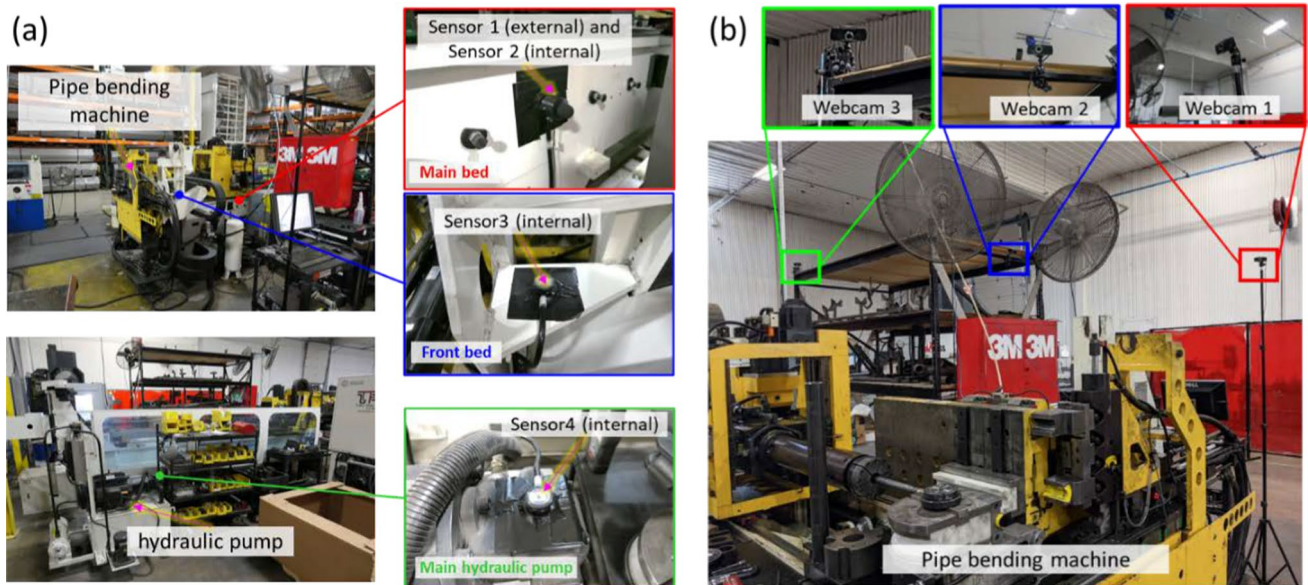 (a)
Pipe bending
machine
3M 3M
Sensor 1 (external) and
Sensor 2 (internal)
Main bed
Sensor3 (internal)
Front bed
hydraulic pump
Sensor4 (internal)
Main hydraulic pump
(b)
Webcam 3
Webcam 2
Webcam 1
3M 3M
Pipe bending machine